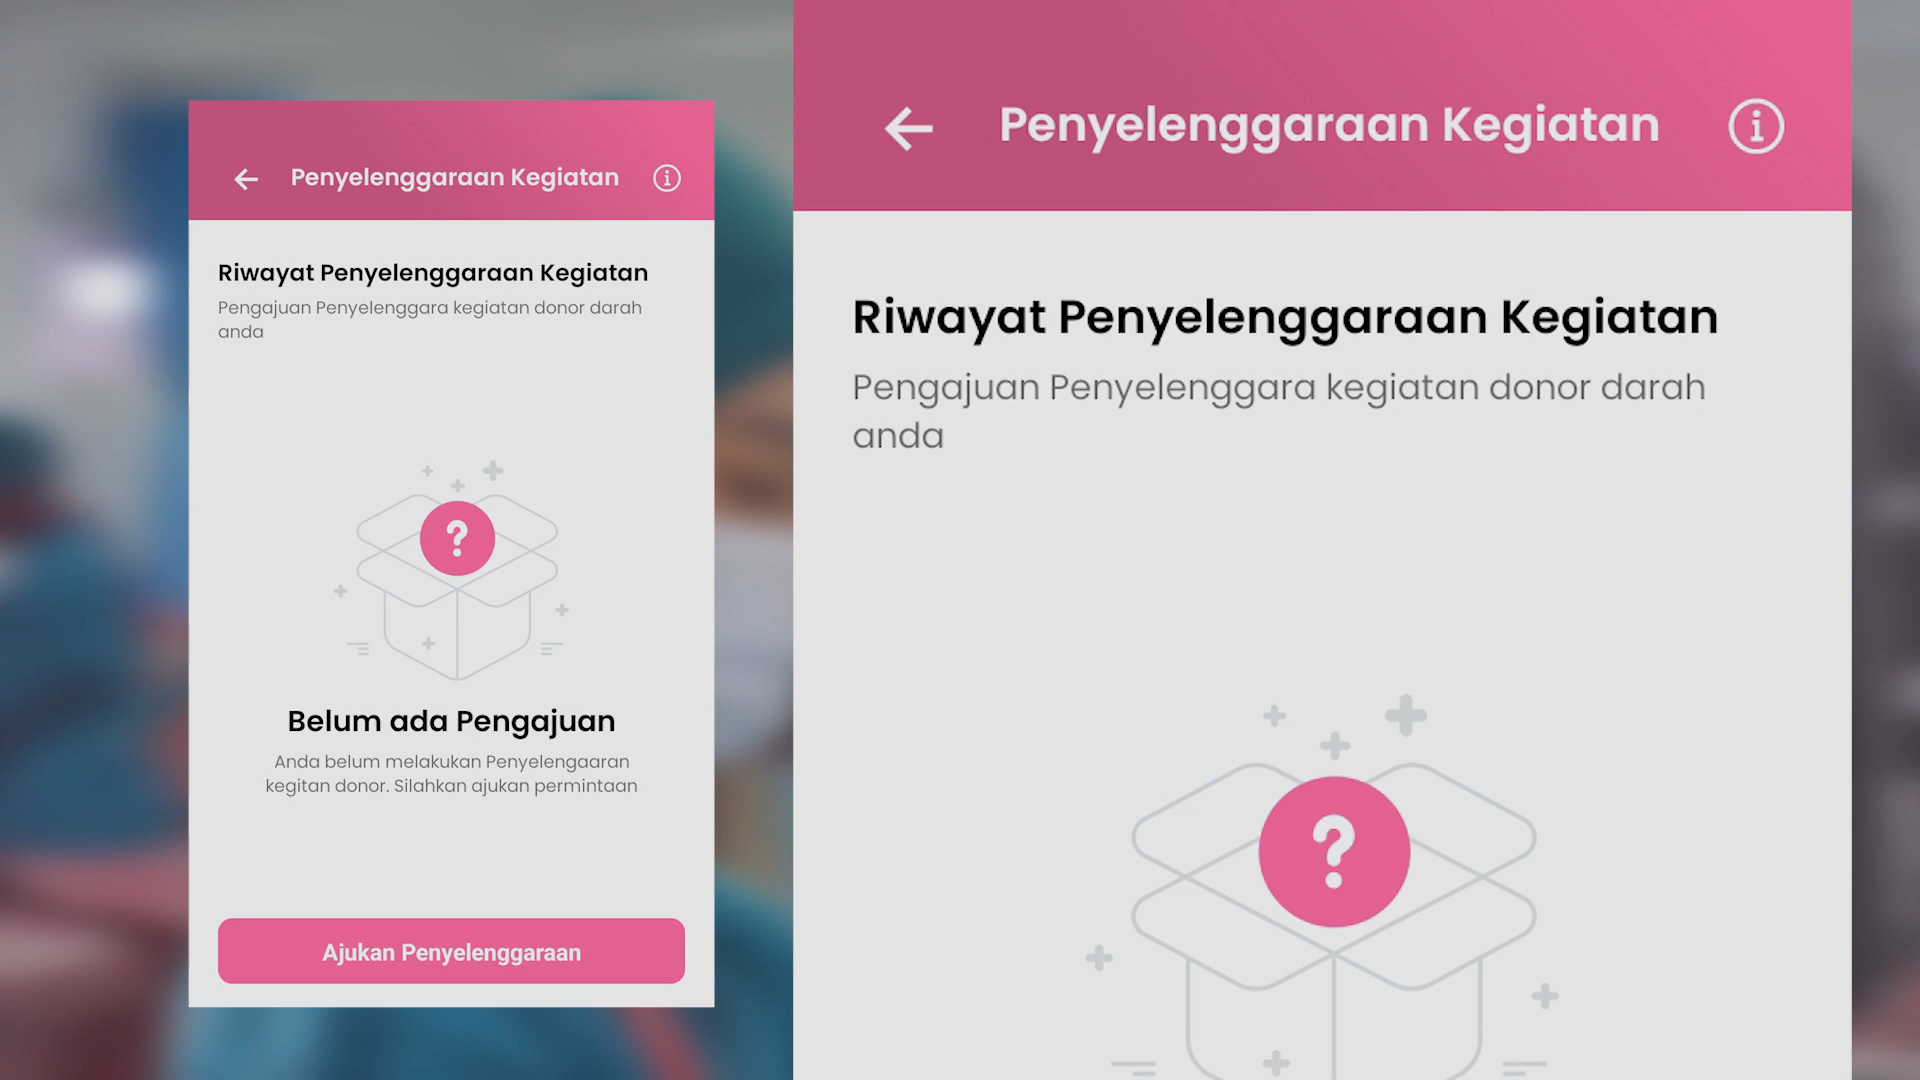 Penyelenggaraan Kegiatan
Riwayat Penyelenggaraan Kegiatan
Pengajuan Penyelenggara kegiatan donor darah
anda
?
Belum ada Pengajuan
Anda belum melakukan Penyelengaaran
kegitan donor. Silahkan ajukan permintaan
Ajukan Penyelenggaraan
Penyelenggaraan Kegiatan
Riwayat Penyelenggaraan Kegiatan
Pengajuan Penyelenggara kegiatan donor darah
anda
?